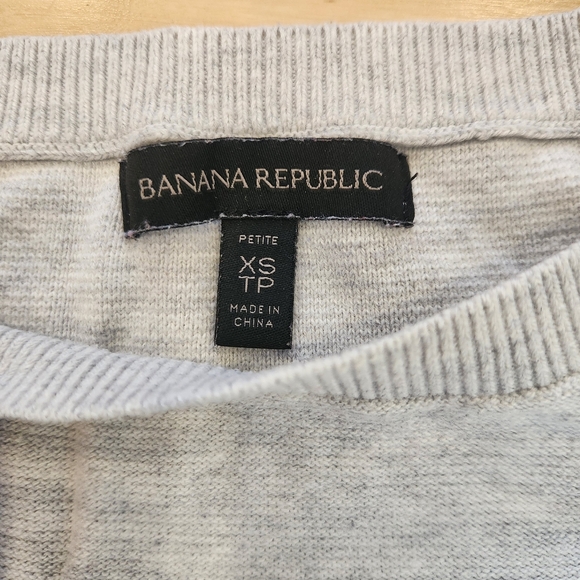 BANANA REPUBLIC
PETITE
XS
TP
MADE IN
CHINA